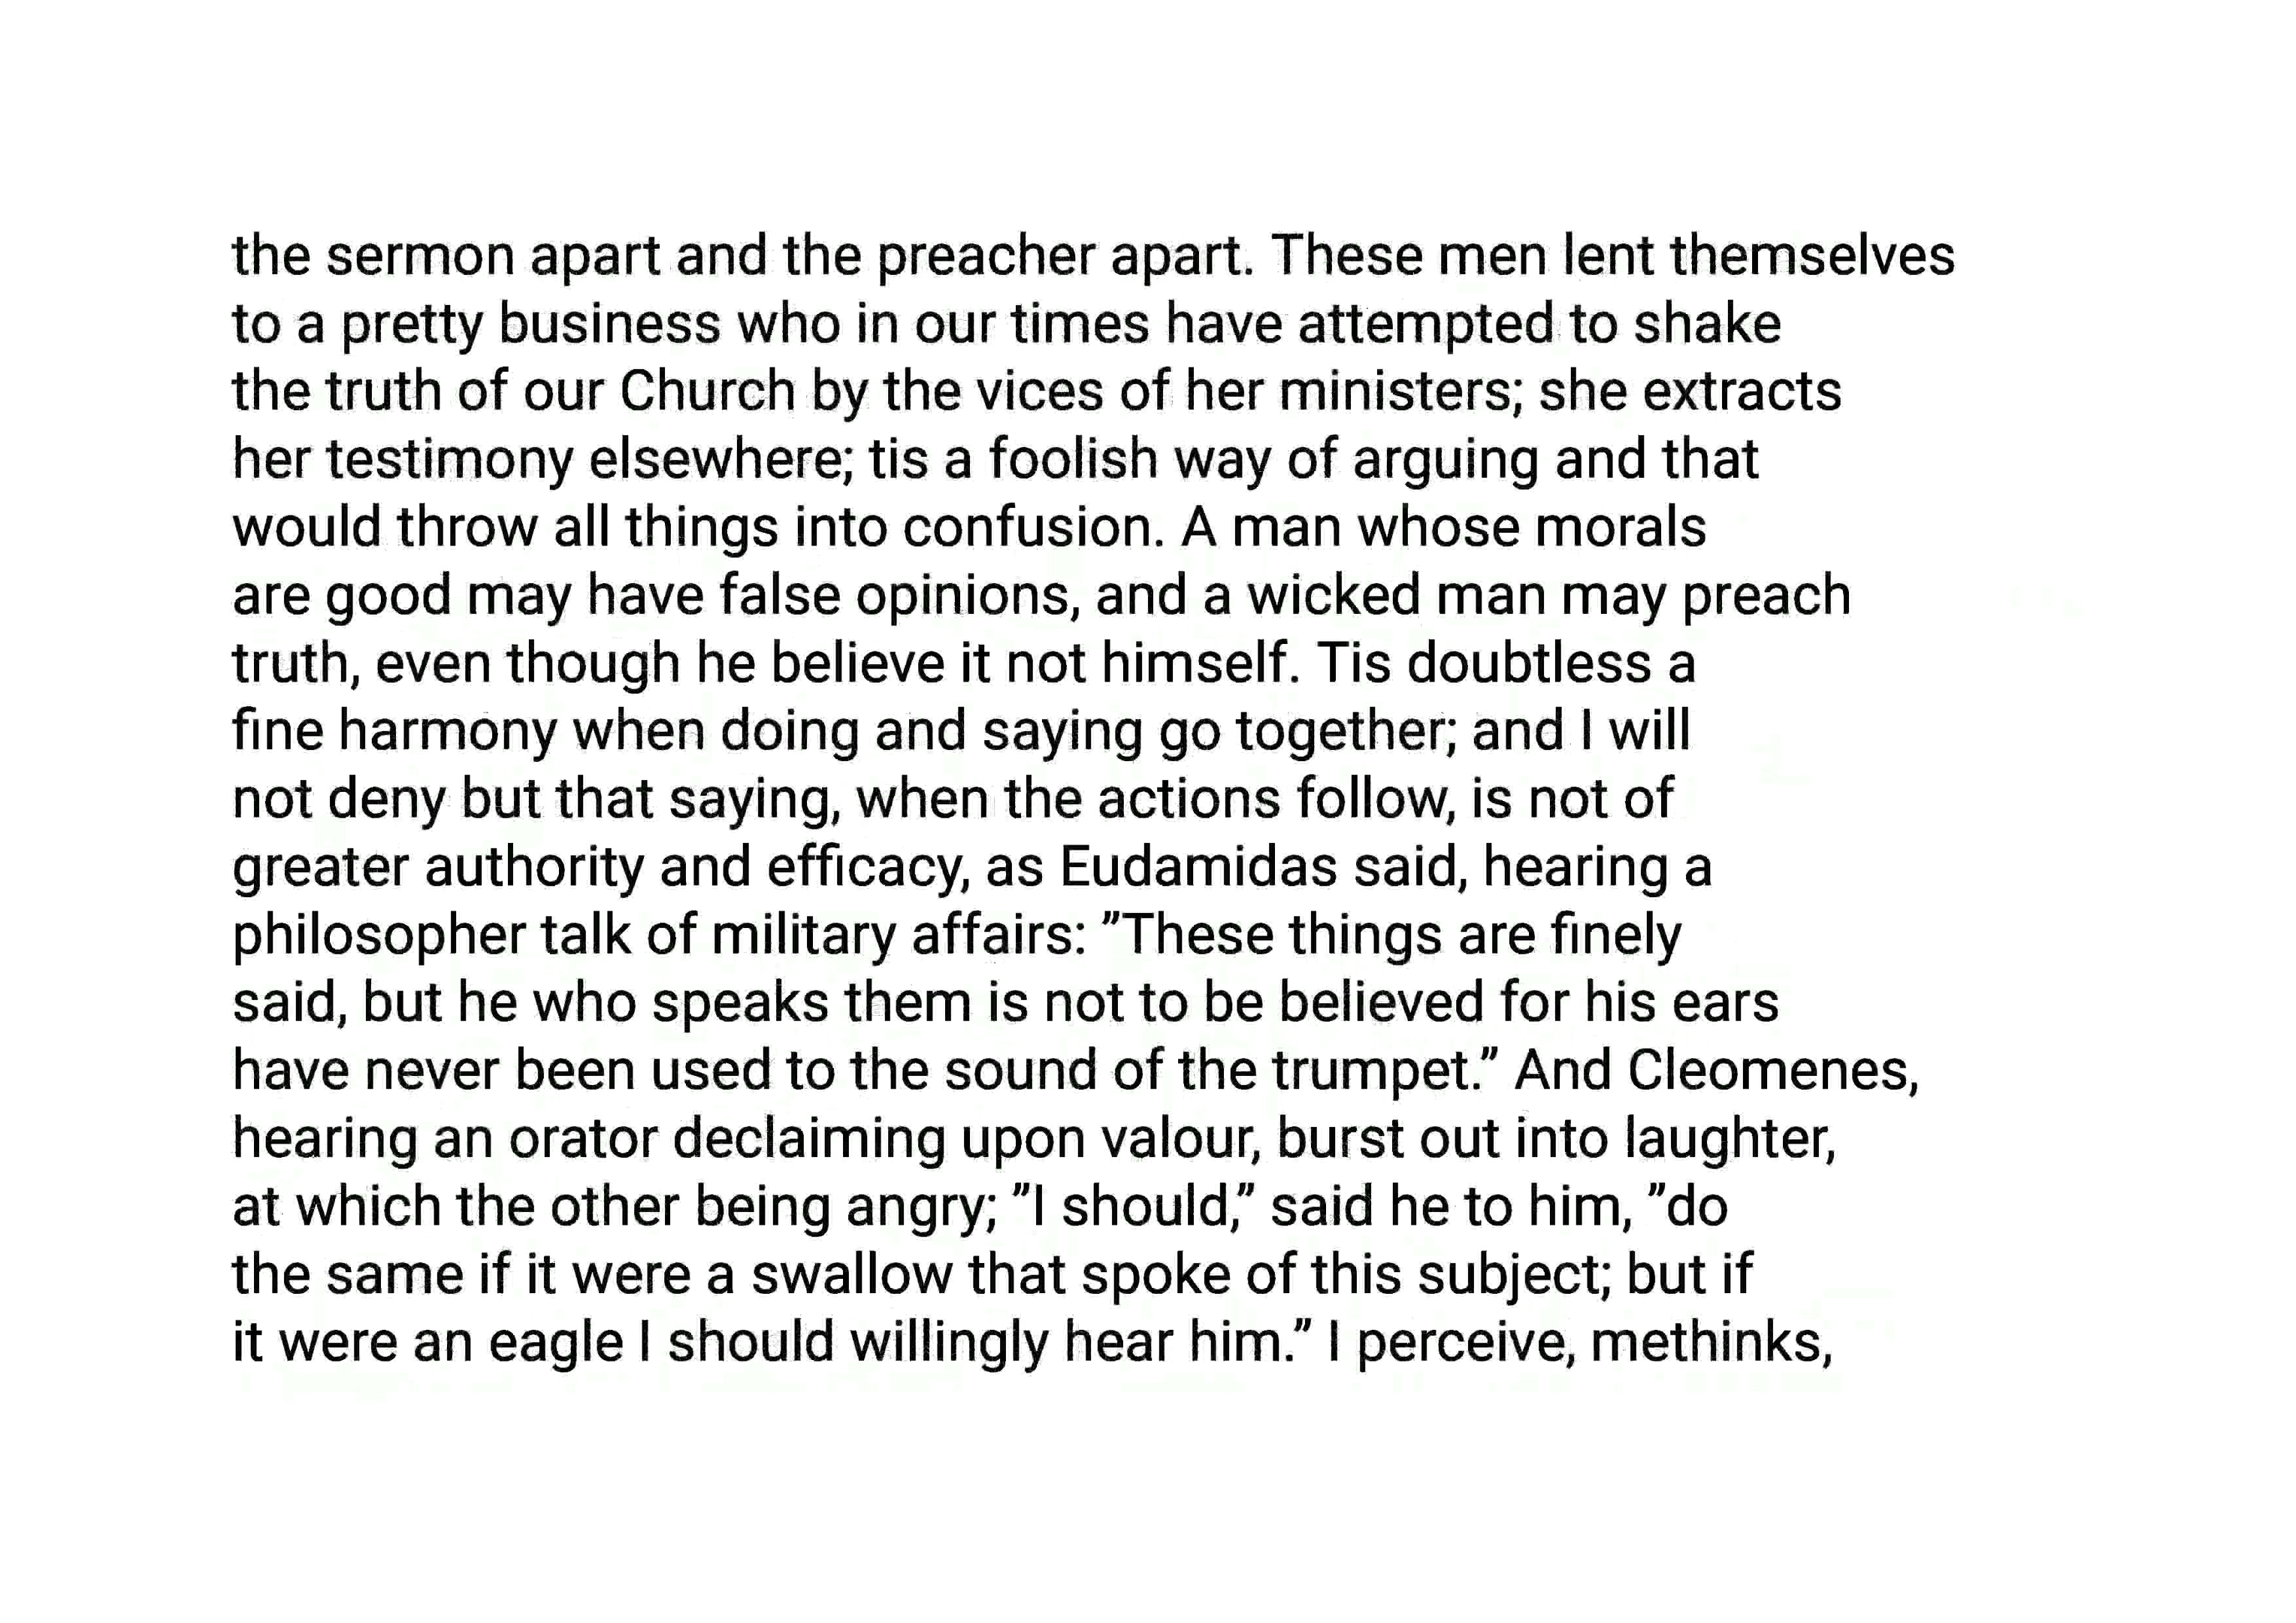 the sermon apart and the preacher apart. These men lent themselves
to a pretty business who in our times have attempted to shake
the truth of our Church by the vices of her ministers; she extracts
her testimony elsewhere; tis a foolish way of arguing and that
would throw all things into confusion. A man whose morals
are good may have false opinions, and a wicked man may preach
truth, even though he believe it not himself. Tis doubtless a
fine harmony when doing and saying go together; and I will
not deny but that saying, when the actions follow, is not of
greater authority and efficacy, as Eudamidas said, hearing a
philosopher talk of military affairs: ”These things are finely
said, but he who speaks them is not to be believed for his ears
have never been used to the sound of the trumpet.” And Cleomenes,
hearing an orator declaiming upon valour, burst out into laughter,
at which the other being angry; ”I should,” said he to him, ”do
the same if it were a swallow that spoke of this subject; but if
it were an eagle I should willingly hear him.” I perceive, methinks,